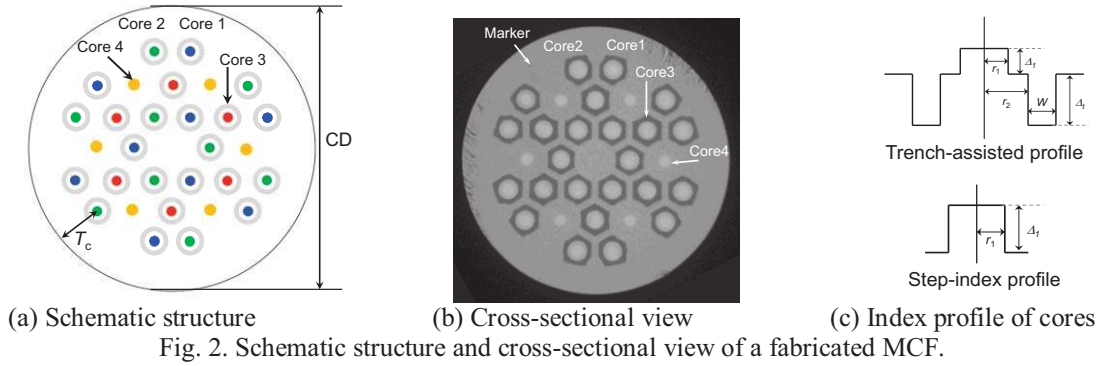 Core 2 Core 1
Core 4
Core 3
CD
Tc
(a) Schematic structure
Marker
Core2 Core1
Core3
Core4
(b) Cross-sectional view
r1 Δ1
r2 W Δt
Trench-assisted profile
r1 Δ1
Step-index profile
(c) Index profile of cores
Fig. 2. Schematic structure and cross-sectional view of a fabricated MCF.